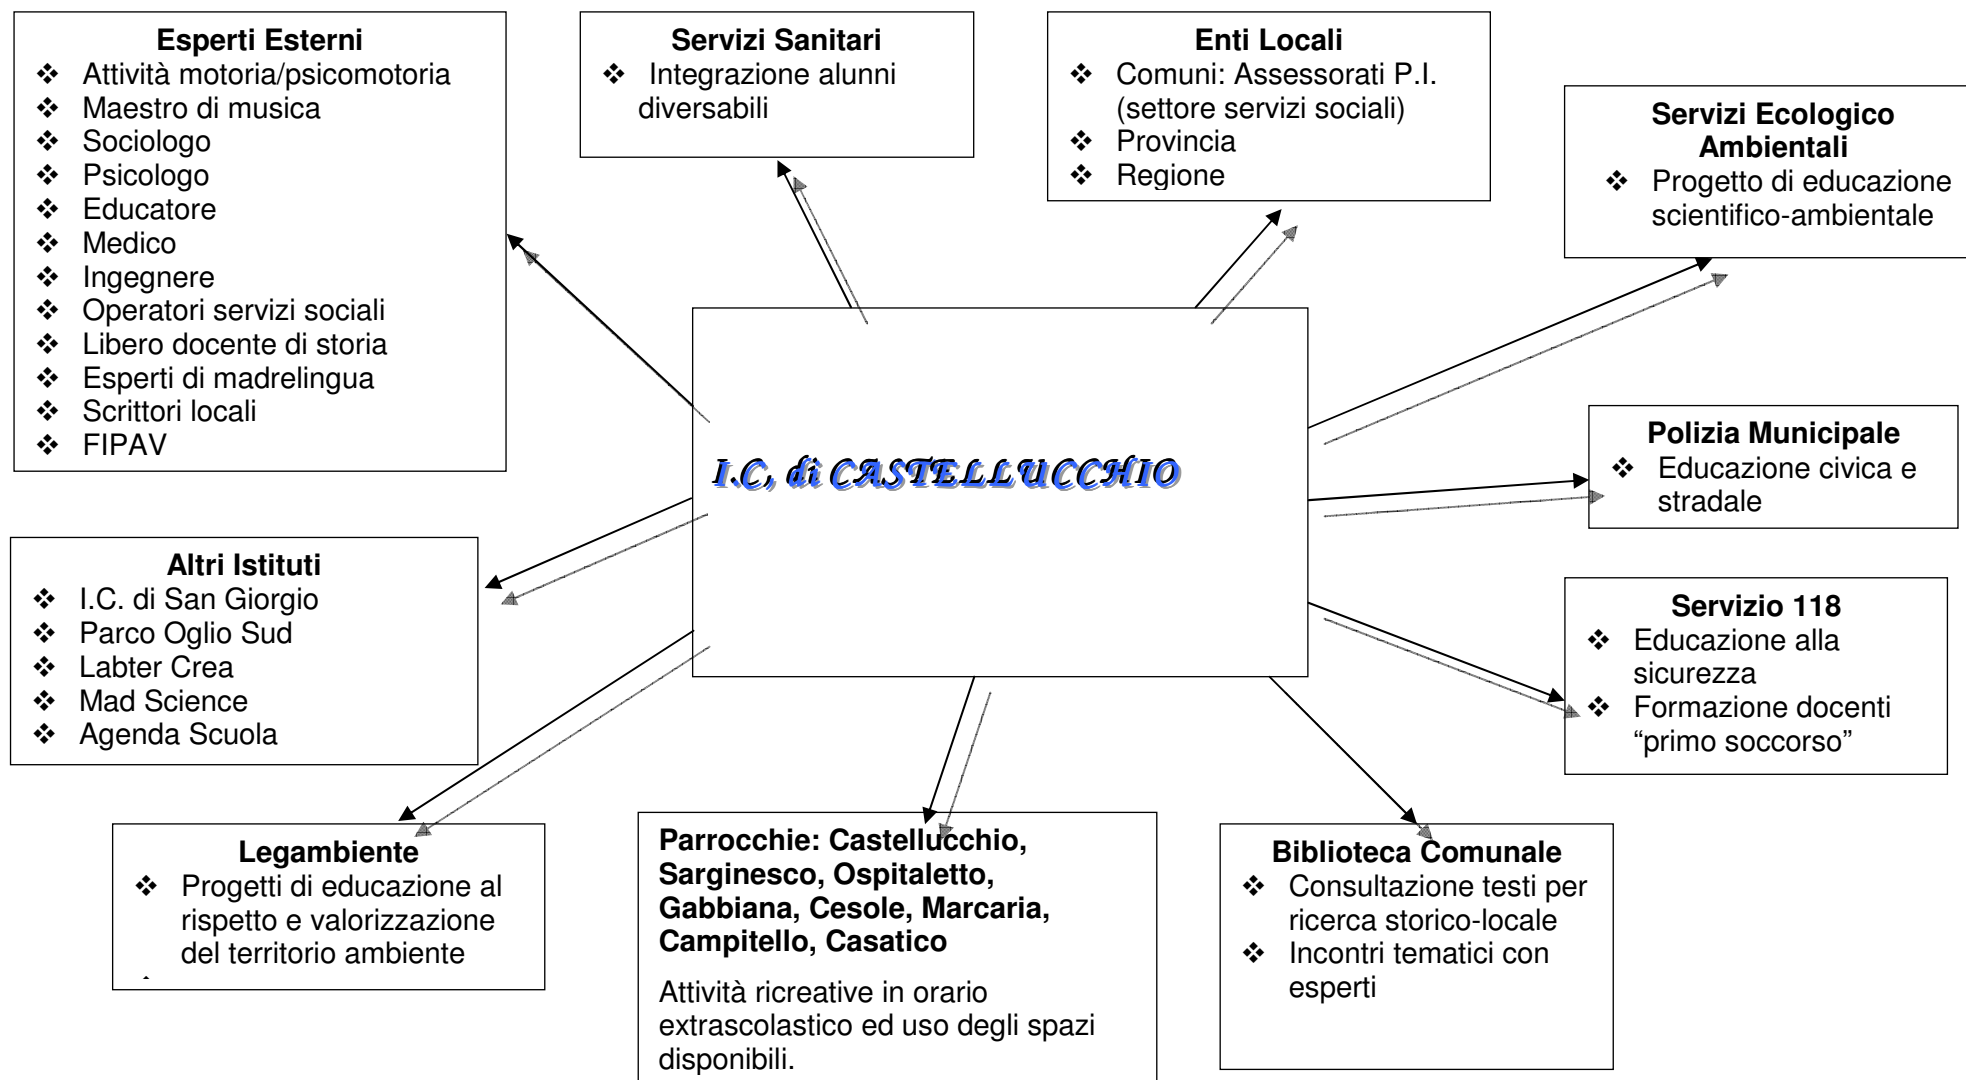 Esperti Esterni
❖ Attività motoria/psicomotoria
❖ Maestro di musica
❖ Sociologo
❖ Psicologo
❖ Educatore
❖ Medico
❖ Ingegnere
❖ Operatori servizi sociali
❖ Libero docente di storia
❖ Esperti di madrelingua
❖ Scrittori locali
❖ FIPAV
Servizi Sanitari
❖ Integrazione alunni
diversabili
Enti Locali
❖ Comuni: Assessorati P.I.
(settore servizi sociali)
❖ Provincia
❖ Regione
Servizi Ecologico
Ambientali
❖ Progetto di educazione
scientifico-ambientale
I.C, di CASTELLUCCHIO
Polizia Municipale
❖ Educazione civica e
stradale
Altri Istituti
❖ I.C. di San Giorgio
❖ Parco Oglio Sud
❖ Labter Crea
❖ Mad Science
❖ Agenda Scuola
Servizio 118
❖ Educazione alla
sicurezza
❖ Formazione docenti
“primo soccorso”
Legambiente
❖ Progetti di educazione al
rispetto e valorizzazione
del territorio ambiente
Parrocchie: Castellucchio,
Sarginesco, Ospitaletto,
Gabbiana, Cesole, Marcaria,
Campitello, Casatico
Attività ricreative in orario
extrascolastico ed uso degli spazi
disponibili.
Biblioteca Comunale
❖ Consultazione testi per
ricerca storico-locale
❖ Incontri tematici con
esperti